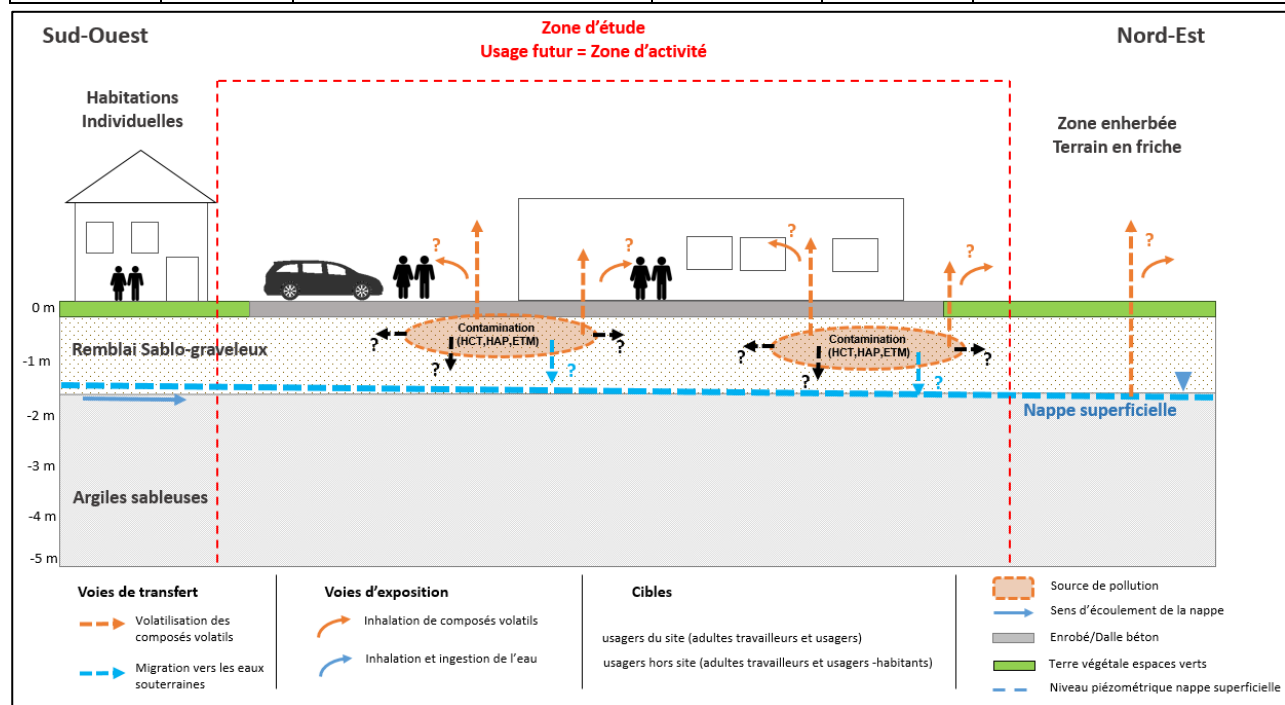 Sud-Ouest
Zone d'étude
Usage futur = Zone d'activité
Nord-Est
Habitations
Individuelles
Zone enherbée
Terrain en friche
?
?
?
?
?
0 m
Remblai Sablo-graveleux
-1 m
Contamination
(HCT,HAP,ETM)
?
?
?
?
Contamination
(HCT,HAP,ETM)
?
?
?
?
-2 m
Nappe superficielle
-3 m
Argiles sableuses
-4 m
-5 m
Voies de transfert
Volatilisation des
composés volatils
Migration vers les eaux
souterraines
Voies d'exposition
Inhalation de composés volatils
Inhalation et ingestion de l'eau
Cibles
usagers du site (adultes travailleurs et usagers)
usagers hors site (adultes travailleurs et usagers -habitants)
Source de pollution
Sens d'écoulement de la nappe
Enrobé/Dalle béton
Terre végétale espaces verts
Niveau piézométrique nappe superficielle